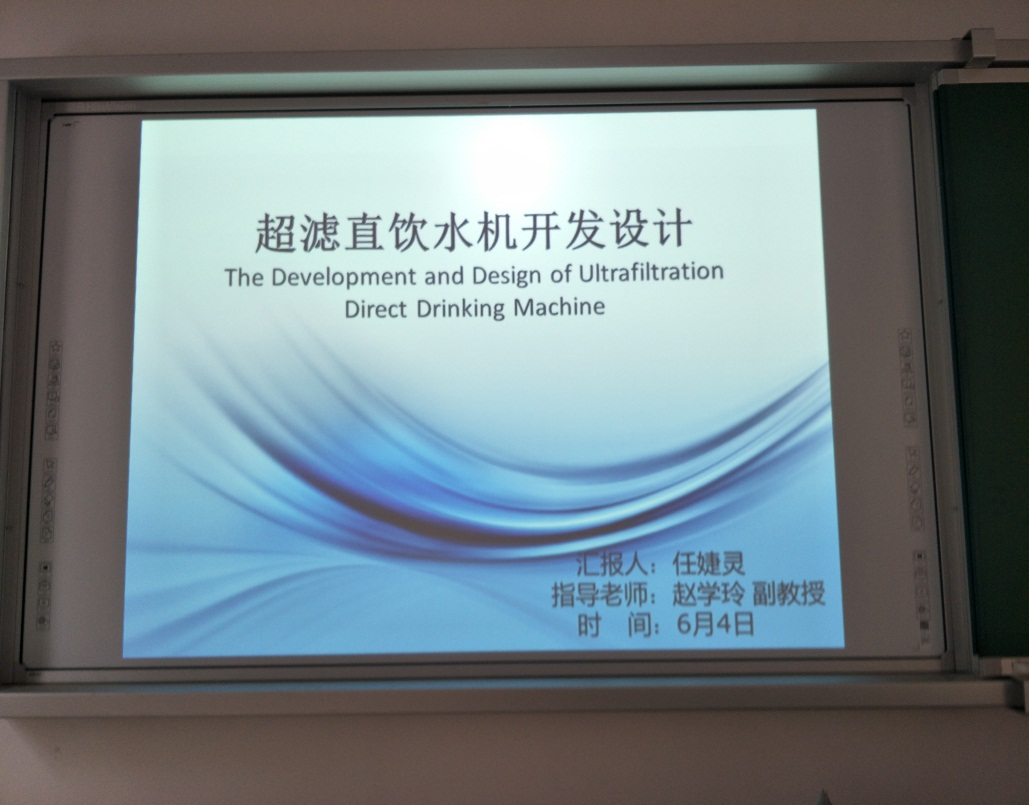 超滤直饮水机开发设计
The Development and Design of Ultrafiltration
Direct Drinking Machine
汇报人：任婕灵
指导老师：赵学玲 副教授
时 间：6月4日